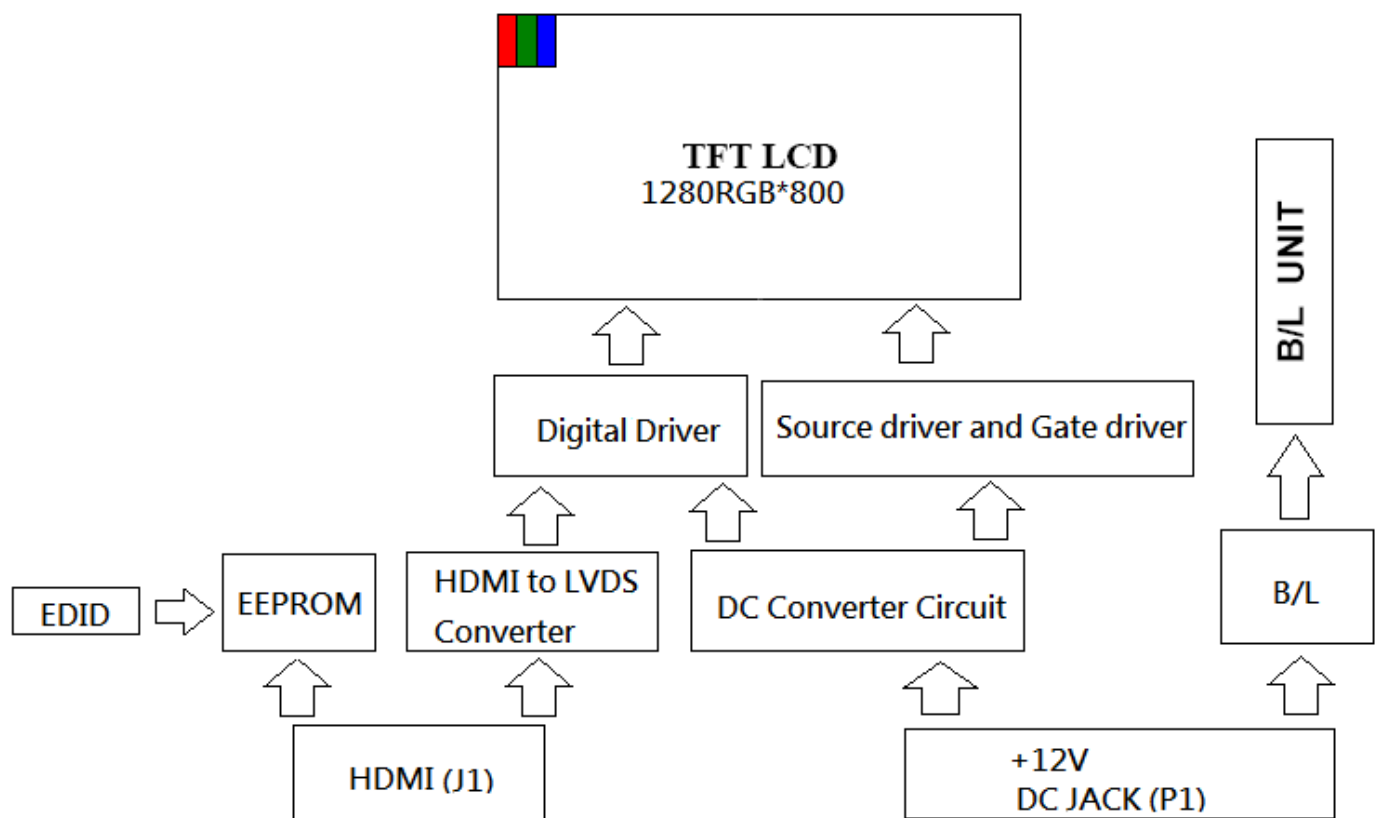 TFT LCD
1280RGB*800
B/L UNIT
Digital Driver
Source driver and Gate driver
EDID
EEPROM
HDMI to LVDS
Converter
DC Converter Circuit
B/L
HDMI (J1)
+12V
DC JACK (P1)